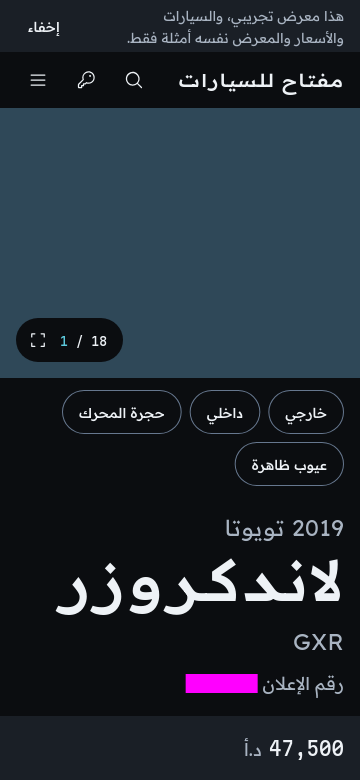 هذا معرض تجريبي، والسيارات
والأسعار والمعرض نفسه أمثلة فقط.
إخفاء
مفتاح للسيارات
1 / 18
خارجي
داخلي
حجرة المحرك
عيوب ظاهرة
2019 تويوتا
لاندكروزر
GXR
رقم الإعلان
47,500 د.أ